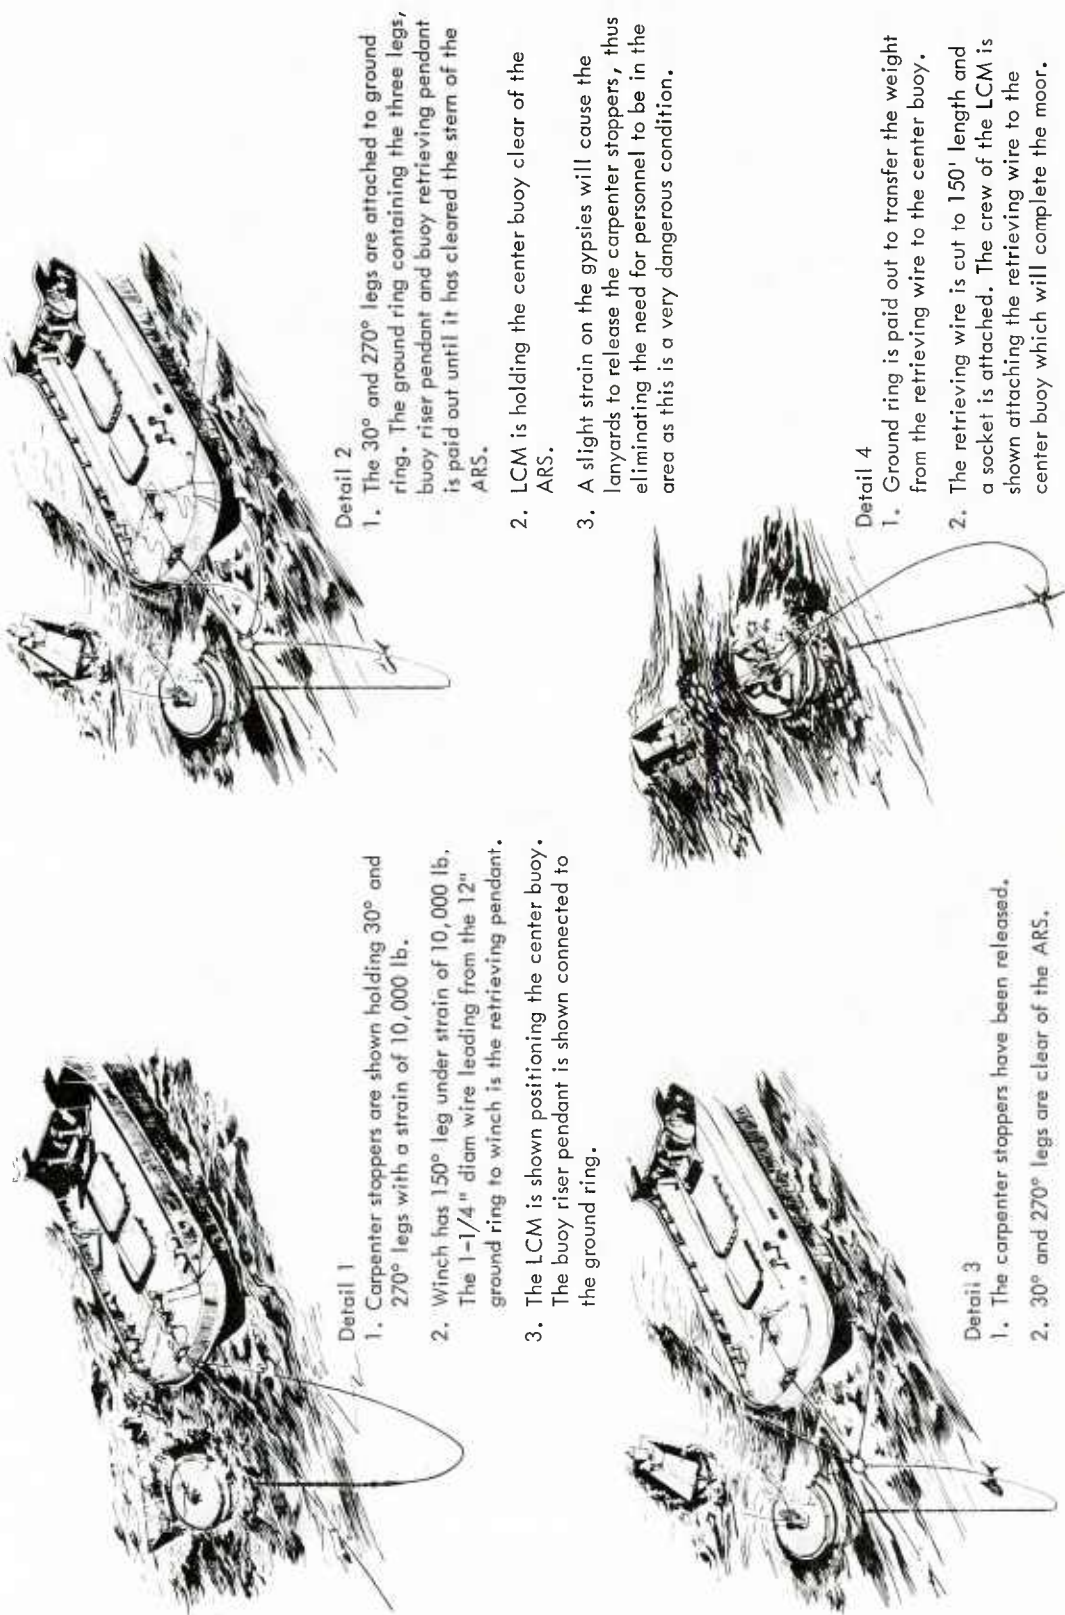 Detail 1
1. Carpenter stoppers are shown holding 30° and
270° legs with a strain of 10,000 lb.
2. Winch has 150° leg under strain of 10,000 lb.
The 1-1/4" diam wire leading from the 12"
ground ring to winch is the retrieving pendant.
3. The LCM is shown positioning the center buoy.
The buoy riser pendant is shown connected to
the ground ring.
Detail 2
1. The 30° and 270° legs are attached to ground
ring. The ground ring containing the three legs,
buoy riser pendant and buoy retrieving pendant
is paid out until it has cleared the stern of the
ARS.
2. LCM is holding the center buoy clear of the
ARS.
3. A slight strain on the gypsies will cause the
lanyards to release the carpenter stoppers, thus
eliminating the need for personnel to be in the
area as this is a very dangerous condition.
Detail 3
1. The carpenter stoppers have been released.
2. 30° and 270° legs are clear of the ARS.
Detail 4
1. Ground ring is paid out to transfer the weight
from the retrieving wire to the center buoy.
2. The retrieving wire is cut to 150' length and
a socket is attached. The crew of the LCM is
shown attaching the retrieving wire to the
center buoy which will complete the moor.